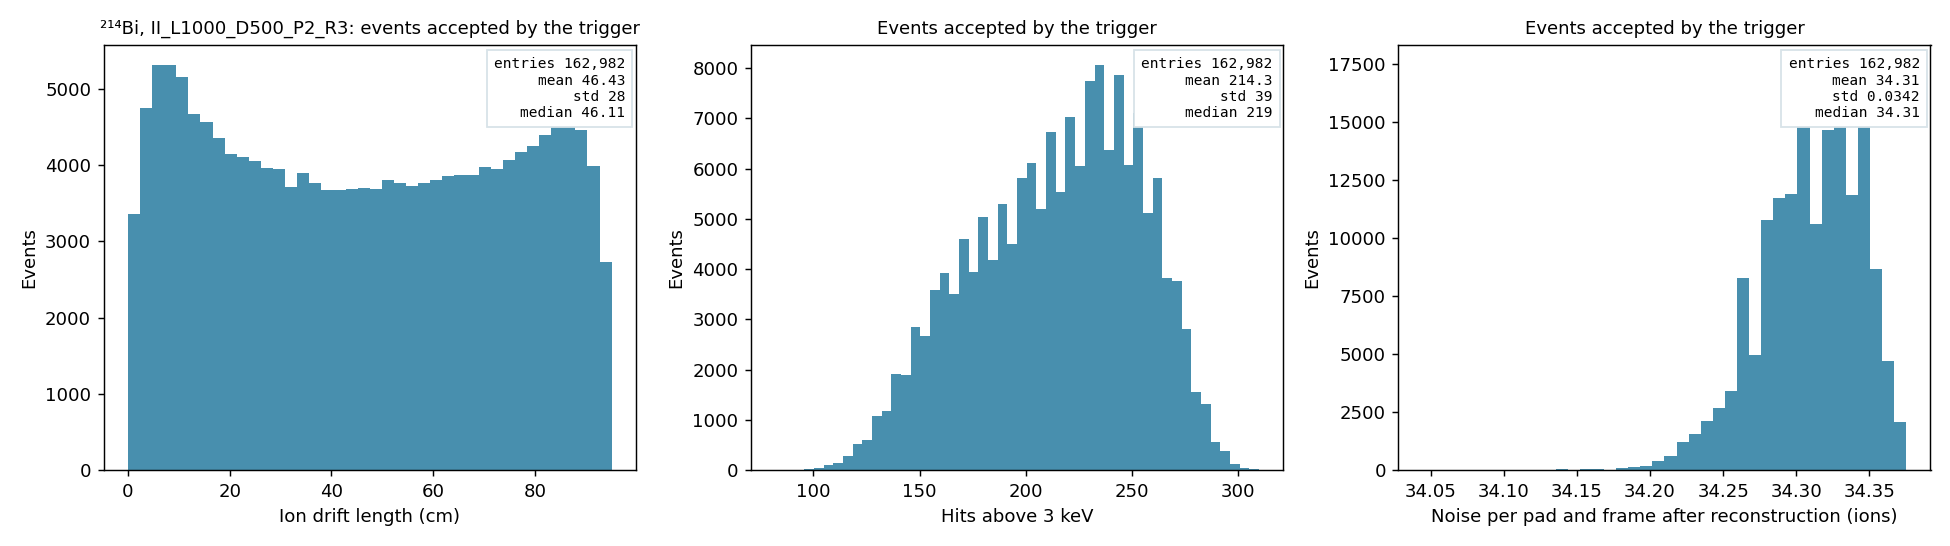 ²¹⁴Bi, II_L1000_D500_P2_R3: events accepted by the trigger
entries 162,982
mean 46.43
std 28
median 46.11
Events
5000
4000
3000
2000
1000
0
0 20 40 60 80
Ion drift length (cm)
Events accepted by the trigger
entries 162,982
mean 214.3
std 39
median 219
Events
8000
7000
6000
5000
4000
3000
2000
1000
0
100 150 200 250 300
Hits above 3 keV
Events accepted by the trigger
entries 162,982
mean 34.31
std 0.0342
median 34.31
Events
17500
15000
12500
10000
7500
5000
2500
0
34.05 34.10 34.15 34.20 34.25 34.30 34.35
Noise per pad and frame after reconstruction (ions)